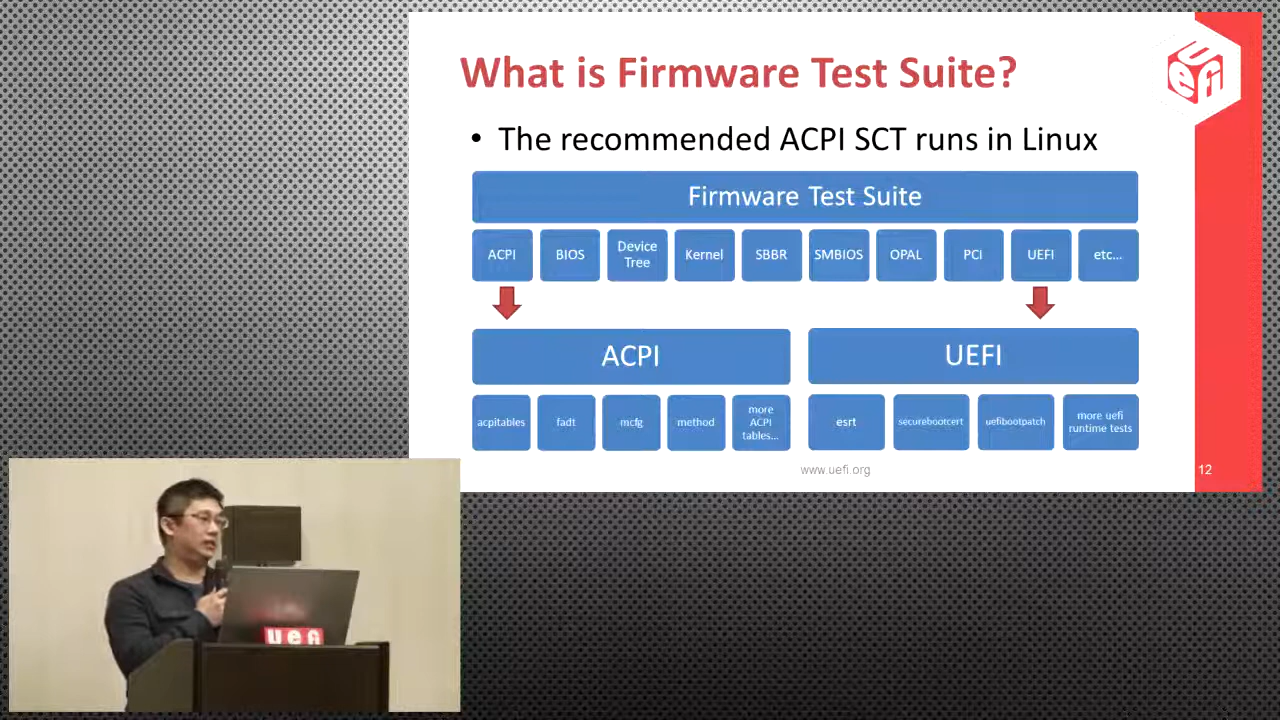 What is Firmware Test Suite?
uefi
• The recommended ACPI SCT runs in Linux
Firmware Test Suite
ACPI
BIOS
Device
Tree
Kernel
SBBR
SMBIOS
OPAL
PCI
UEFI
etc...
ACPI
UEFI
acpitables
fadt
mcfg
method
more
ACPI
tables...
esrt
securebootcert
uefibootpatch
more uefi
runtime tests
www.uefi.org
12
uefi